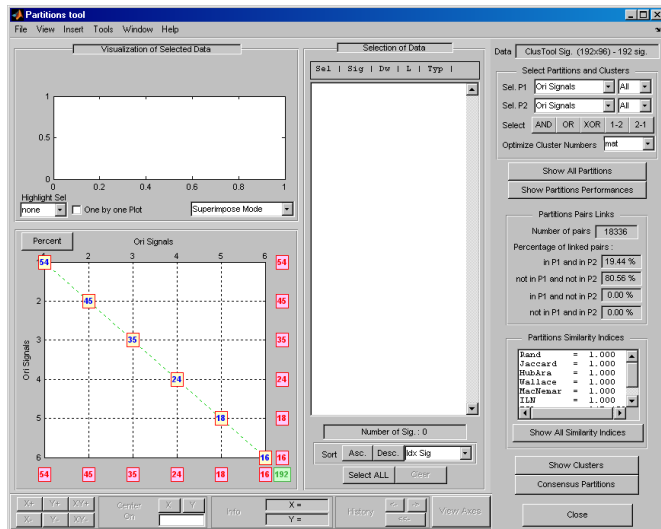 Partitions tool
File View Insert Tools Window Help
Visualization of Selected Data
1
0.5
0
0 0.2 0.4 0.6 0.8 1
Highlight Sel
none
One by one Plot
Superimpose Mode
Percent
Ori Signals
1 2 3 4 5 6
54 54
2 45 45
3 35 35
Ori Signals
4 24 24
5 18 18
6 16 16
54 45 35 24 18 16 192
Selection of Data
Sel | Sig | Dw | L | Typ |
Number of Sig.: 0
Sort Asc. Desc. Idx Sig
Select ALL Clear
Data ClusTool Sig. (192x96) - 192 sig.
Select Partitions and Clusters
Sel. P1 Ori Signals All
Sel. P2 Ori Signals All
Select AND OR XOR 1-2 2-1
Optimize Cluster Numbers mat
Show All Partitions
Show Partitions Performances
Partitions Pairs Links
Number of pairs 18336
Percentage of linked pairs :
in P1 and in P2 19.44 %
not in P1 and not in P2 80.56 %
in P1 and not in P2 0.00 %
not in P1 and in P2 0.00 %
Partitions Similarity Indices
Rand = 1.000
Jaccard = 1.000
HubAra = 1.000
Wallace = 1.000
MacNemar = 1.000
ILN = 1.000
Show All Similarity Indices
Show Clusters
Consensus Partitions
Close
X+ Y+ XY+
X- Y- XY-
Center On
X Y
Info
X =
Y =
History
<- ->
<<-
View Axes